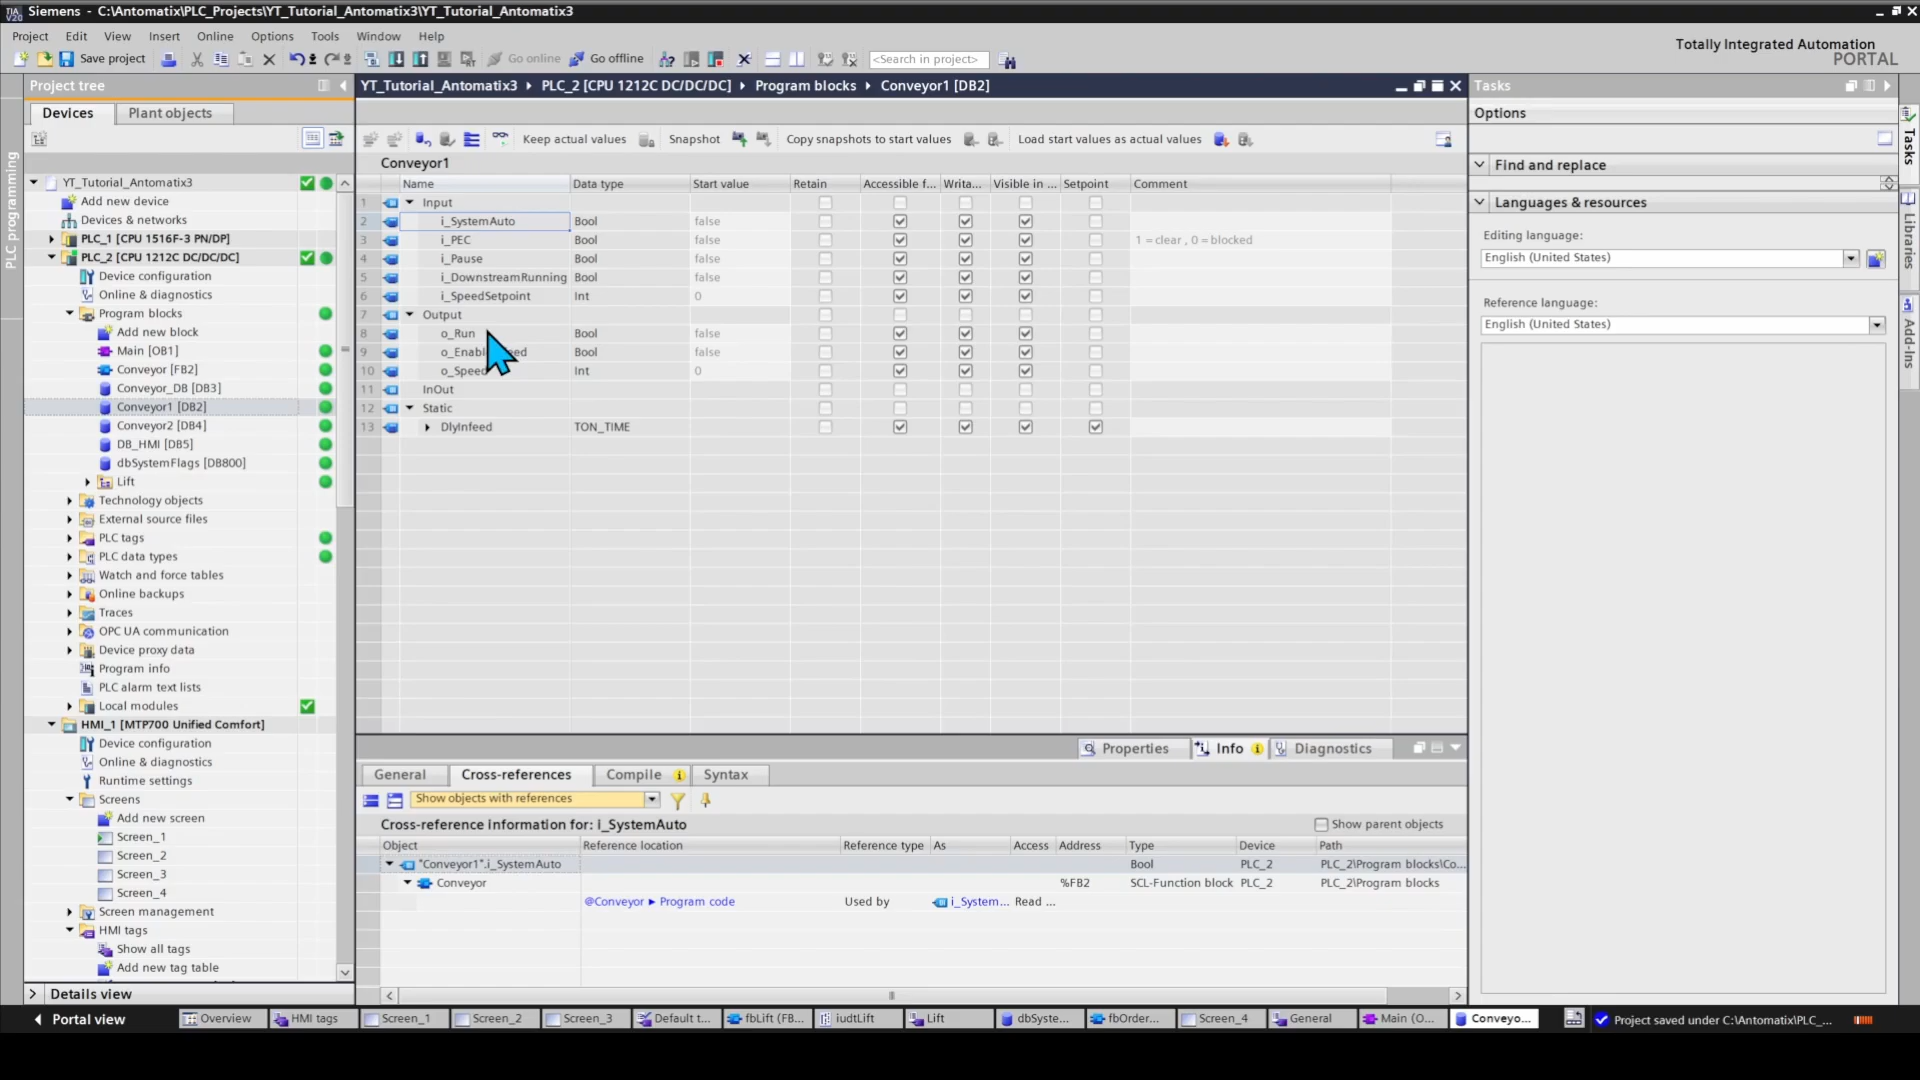 Siemens - C:\Antomatix\PLC_Projects\YT_Tutorial_Antomatix3\YT_Tutorial_Antomatix3
Project Edit View Insert Online Options Tools Window Help
Totally Integrated Automation
PORTAL
Save project
Go online
Go offline
<Search in project>
Project tree
YT_Tutorial_Antomatix3 PLC_2 [CPU 1212C DC/DC/DC] Program blocks Conveyor1 [DB2]
Tasks
Devices
Plant objects
Options
PLC programming
Keep actual values
Snapshot
Copy snapshots to start values
Load start values as actual values
Conveyor1
Name Data type Start value Retain Accessible f... Writa... Visible in ... Setpoint Comment
1 Input
2 i_SystemAuto Bool false
3 i_PEC Bool false 1 = clear , 0 = blocked
4 i_Pause Bool false
5 i_DownstreamRunning Bool false
6 i_SpeedSetpoint Int 0
7 Output
8 o_Run Bool false
9 Bool false
10 o_Speed Int 0
11 InOut
12 Static
13 DlyInfeed TON_TIME
YT_Tutorial_Antomatix3
Add new device
Devices & networks
PLC_1 [CPU 1516F-3 PN/DP]
PLC_2 [CPU 1212C DC/DC/DC]
Device configuration
Online & diagnostics
Program blocks
Add new block
Main [OB1]
Conveyor [FB2]
Conveyor_DB [DB3]
Conveyor1 [DB2]
Conveyor2 [DB4]
DB_HMI [DB5]
dbSystemFlags [DB800]
Lift
Technology objects
External source files
PLC tags
PLC data types
Watch and force tables
Online backups
Traces
OPC UA communication
Device proxy data
Program info
PLC alarm text lists
Local modules
HMI_1 [MTP700 Unified Comfort]
Device configuration
Online & diagnostics
Runtime settings
Screens
Add new screen
Screen_1
Screen_2
Screen_3
Screen_4
Screen management
HMI tags
Show all tags
Add new tag table
Details view
Find and replace
Languages & resources
Editing language:
English (United States)
Reference language:
English (United States)
Tasks
Libraries
Add-Ins
Properties
Info
Diagnostics
General
Cross-references
Compile
Syntax
Show objects with references
Cross-reference information for: i_SystemAuto
Show parent objects
Object Reference location Reference type As Access Address Type Device Path
"Conveyor1".i_SystemAuto Bool PLC_2 PLC_2\Program blocks\Co...
Conveyor %FB2 SCL-Function block PLC_2 PLC_2\Program blocks
@Conveyor ▸ Program code Used by i_System... Read ...
Portal view
Overview
HMI tags
Screen_1
Screen_2
Screen_3
Default t...
fbLift (FB...
iudtLift
Lift
dbSyste...
fbOrder...
Screen_4
General
Main (O...
Conveyo...
Project saved under C:\Antomatix\PLC_...